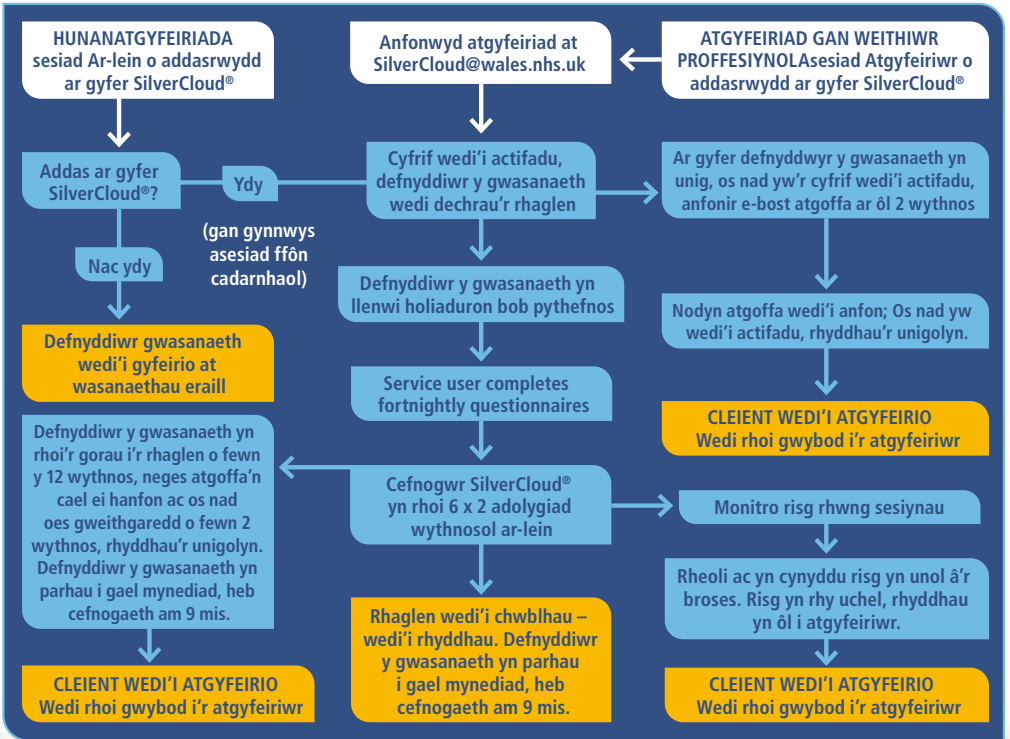 HUNANATGYFEIRIADA
sesiad Ar-lein o addasrwydd
ar gyfer SilverCloud®
Anfonwyd atgyfeiriad at
SilverCloud@wales.nhs.uk
ATGYFEIRIAD GAN WEITHIWR
PROFFESIYNOLAsesiad Atgyfeiriwr o
addasrwydd ar gyfer SilverCloud®
Addas ar gyfer
SilverCloud®?
Ydy
(gan gynnwys
asesiad ffôn
cadarnhaol)
Nac ydy
Defnyddiwr gwasanaeth
wedi'i gyfeirio at
wasanaethau eraill
Cyfrif wedi'i actifadu,
defnyddiwr y gwasanaeth
wedi dechrau'r rhaglen
Ar gyfer defnyddwyr y gwasanaeth yn
unig, os nad yw'r cyfrif wedi'i actifadu,
anfonir e-bost atgoffa ar ôl 2 wythnos
Defnyddiwr y gwasanaeth yn
llenwi holiaduron bob pythefnos
Nodyn atgoffa wedi'i anfon; Os nad yw
wedi'i actifadu, rhyddhau'r unigolyn.
Service user completes
fortnightly questionnaires
CLEIENT WEDI'I ATGYFEIRIO
Wedi rhoi gwybod i'r atgyfeiriwr
Defnyddiwr y gwasanaeth yn
rhoi'r gorau i'r rhaglen o fewn
y 12 wythnos, neges atgoffa'n
cael ei hanfon ac os nad
oes gweithgaredd o fewn 2
wythnos, rhyddhau'r unigolyn.
Defnyddiwr y gwasanaeth yn
parhau i gael mynediad, heb
cefnogaeth am 9 mis.
Cefnogwr SilverCloud®
yn rhoi 6 x 2 adolygiad
wythnosol ar-lein
Monitro risg rhwng sesiynau
Rheoli ac yn cynyddu risg yn unol â'r
broses. Risg yn rhy uchel, rhyddhau
yn ôl i atgyfeiriwr.
CLEIENT WEDI'I ATGYFEIRIO
Wedi rhoi gwybod i'r atgyfeiriwr
Rhaglen wedi'i chwblhau –
wedi'i rhyddhau. Defnyddiwr
y gwasanaeth yn parhau
i gael mynediad, heb
cefnogaeth am 9 mis.
CLEIENT WEDI'I ATGYFEIRIO
Wedi rhoi gwybod i'r atgyfeiriwr